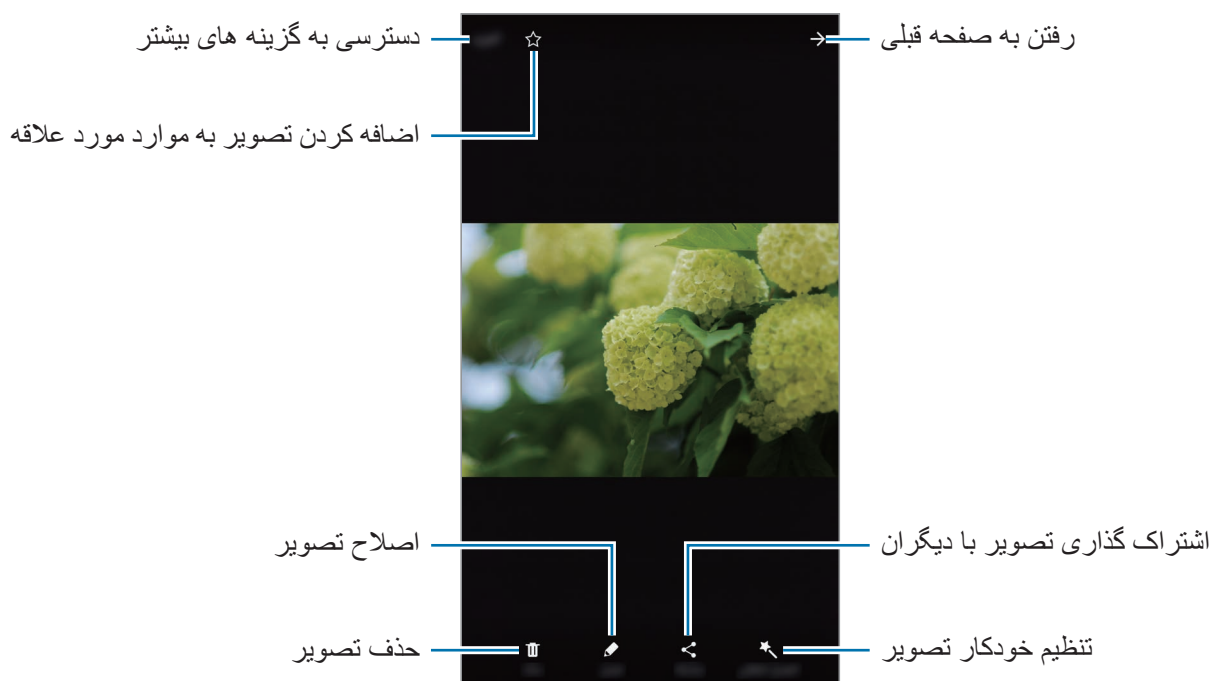 رفتن به صفحه قبلی
دسترسی به گزینه های بیشتر
اضافه کردن تصویر به موارد مورد علاقه
اشتراک گذاری تصویر با دیگران
اصلاح تصویر
تنظیم خودکار تصویر
حذف تصویر